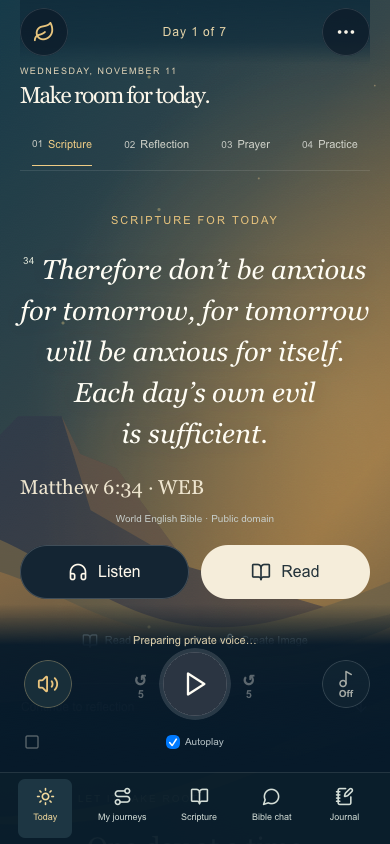 Day 1 of 7
WEDNESDAY, NOVEMBER 11
Make room for today.
01 Scripture
02 Reflection
03 Prayer
04 Practice
SCRIPTURE FOR TODAY
34 Therefore don’t be anxious
for tomorrow, for tomorrow
will be anxious for itself.
Each day’s own evil
is sufficient.
Matthew 6:34 · WEB
World English Bible · Public domain
Listen
Read
Preparing private voice…
5
5
Off
Autoplay
Today
My journeys
Scripture
Bible chat
Journal